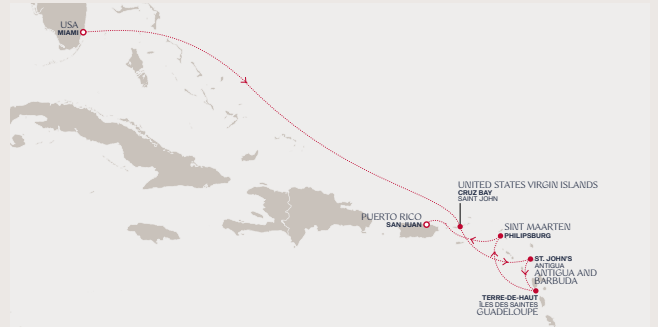 USA
MIAMI
UNITED STATES VIRGIN ISLANDS
CRUZ BAY
SAINT JOHN
PUERTO RICO
SAN JUAN
SINT MAARTEN
PHILIPSBURG
ST. JOHN'S
ANTIGUA
ANTIGUA AND
BARBUDA
TERRE-DE-HAUT
ÎLES DES SAINTES
GUADELOUPE